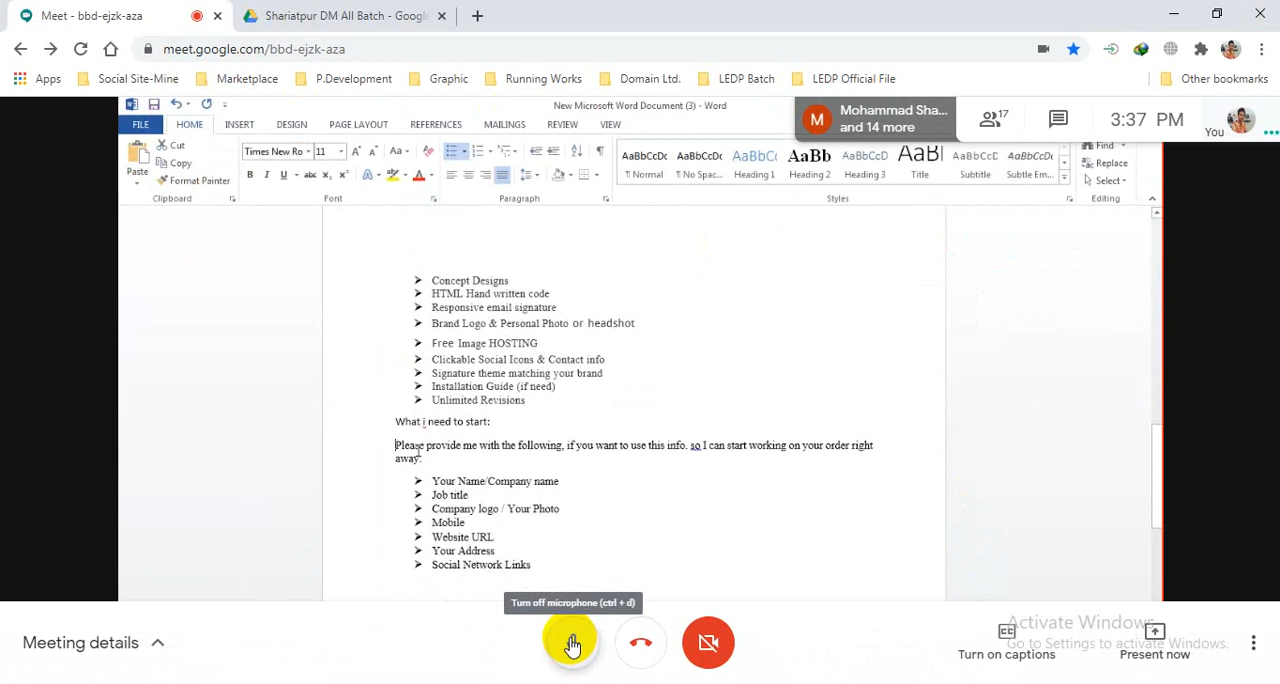 Meet - bbd-ejzk-aza
Shariatpur DM All Batch - Google
meet.google.com/bbd-ejzk-aza
Apps
Social Site-Mine
Marketplace
P.Development
Graphic
Running Works
Domain Ltd.
LEDP Batch
LEDP Official File
Other bookmarks
New Microsoft Word Document (3) - Word
Mohammad Sha...
and 14 more
M
17
3:37 PM
You
FILE
HOME
INSERT
DESIGN
PAGE LAYOUT
REFERENCES
MAILINGS
REVIEW
VIEW
Paste
Cut
Copy
Format Painter
Clipboard
Times New Ro
11
Font
Paragraph
AaBbCcDc
¶ Normal
AaBbCcDc
¶ No Spac...
AaBbC
Heading 1
AaBb
Heading 2
AaBbCcD
Heading 3
AaBl
Title
AaBbCcD
Subtitle
AaBbCcDc
Subtle Em...
Styles
Find
Replace
Select
Editing
➢ Concept Designs
➢ HTML Hand written code
➢ Responsive email signature
➢ Brand Logo & Personal Photo or headshot
➢ Free Image HOSTING
➢ Clickable Social Icons & Contact info
➢ Signature theme matching your brand
➢ Installation Guide (if need)
➢ Unlimited Revisions
What i need to start:
Please provide me with the following, if you want to use this info. so I can start working on your order right
away:
➢ Your Name/Company name
➢ Job title
➢ Company logo / Your Photo
➢ Mobile
➢ Website URL
➢ Your Address
➢ Social Network Links
Turn off microphone (ctrl + d)
Meeting details
Turn on captions
Present now
Activate Windows
Go to Settings to activate Windows.